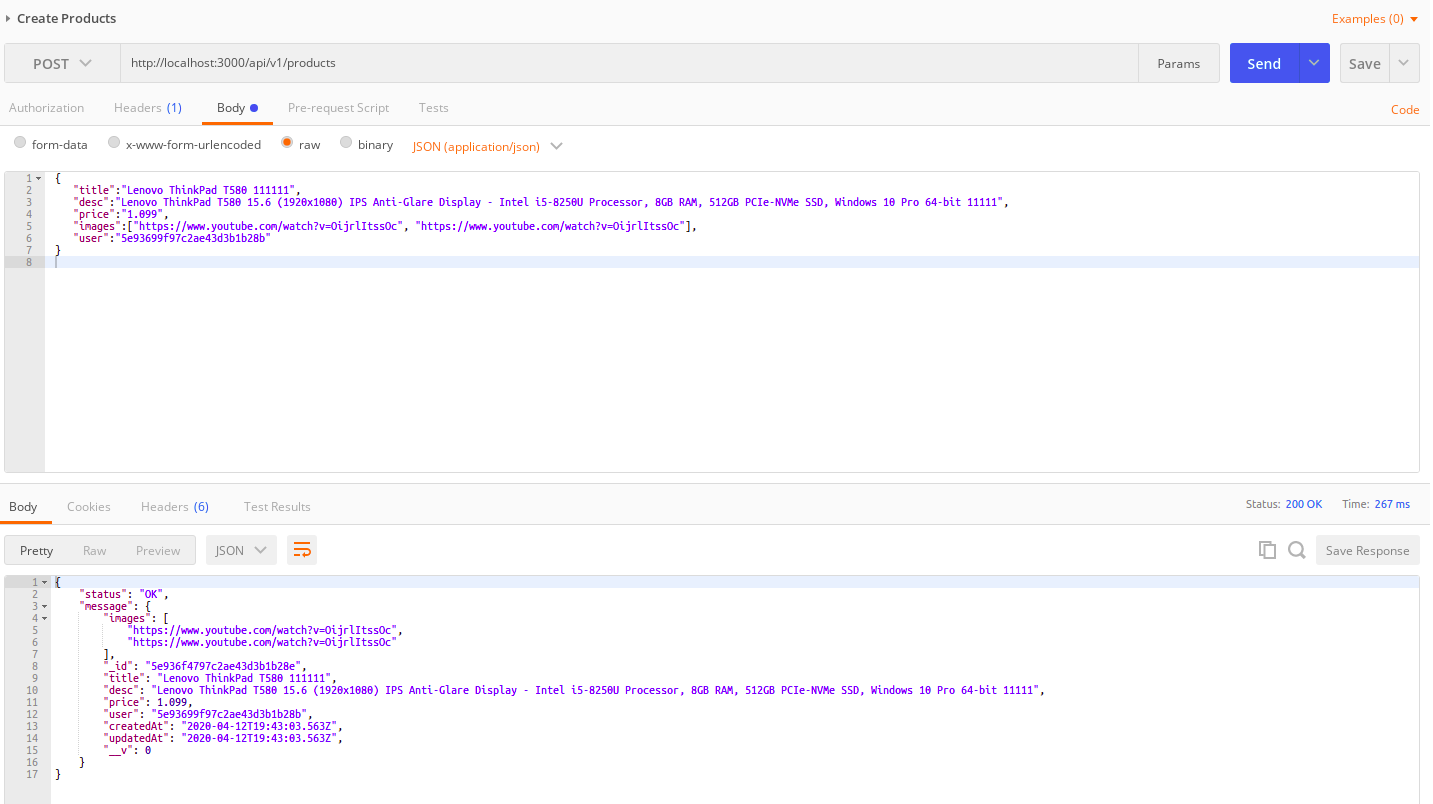 Create Products
Examples (0)
POST
http://localhost:3000/api/v1/products
Params
Send
Save
Authorization
Headers (1)
Body
Pre-request Script
Tests
Code
form-data
x-www-form-urlencoded
raw
binary
JSON (application/json)
1 {
2 "title":"Lenovo ThinkPad T580 111111",
3 "desc":"Lenovo ThinkPad T580 15.6 (1920x1080) IPS Anti-Glare Display - Intel i5-8250U Processor, 8GB RAM, 512GB PCIe-NVMe SSD, Windows 10 Pro 64-bit 11111",
4 "price":"1.099",
5 "images":["https://www.youtube.com/watch?v=OijrlItssOc", "https://www.youtube.com/watch?v=OijrlItssOc"],
6 "user":"5e93699f97c2ae43d3b1b28b"
7 }
8
Body
Cookies
Headers (6)
Test Results
Status: 200 OK
Time: 267 ms
Pretty
Raw
Preview
JSON
Save Response
1 {
2 "status": "OK",
3 "message": {
4 "images": [
5 "https://www.youtube.com/watch?v=OijrlItssOc",
6 "https://www.youtube.com/watch?v=OijrlItssOc"
7 ],
8 "_id": "5e936f4797c2ae43d3b1b28e",
9 "title": "Lenovo ThinkPad T580 111111",
10 "desc": "Lenovo ThinkPad T580 15.6 (1920x1080) IPS Anti-Glare Display - Intel i5-8250U Processor, 8GB RAM, 512GB PCIe-NVMe SSD, Windows 10 Pro 64-bit 11111",
11 "price": 1.099,
12 "user": "5e93699f97c2ae43d3b1b28b",
13 "createdAt": "2020-04-12T19:43:03.563Z",
14 "updatedAt": "2020-04-12T19:43:03.563Z",
15 "__v": 0
16 }
17 }